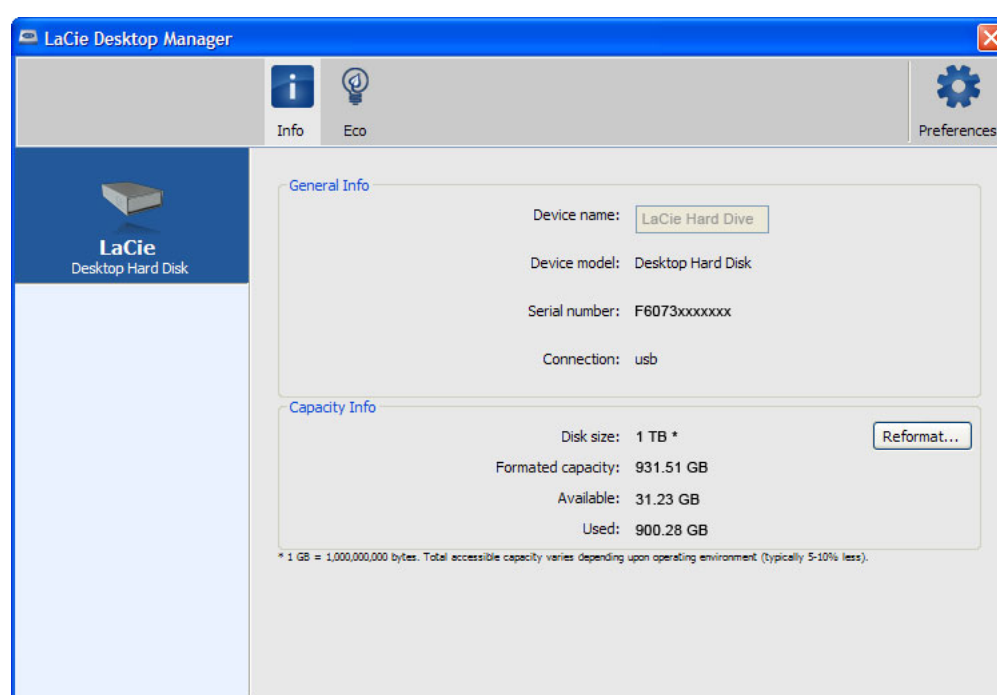 LaCie Desktop Manager
Info
Eco
Preferences
LaCie
Desktop Hard Disk
General Info
Device name: LaCie Hard Dive
Device model: Desktop Hard Disk
Serial number: F6073xxxxxxx
Connection: usb
Capacity Info
Disk size: 1 TB *
Reformat...
Formated capacity: 931.51 GB
Available: 31.23 GB
Used: 900.28 GB
* 1 GB = 1,000,000,000 bytes. Total accessible capacity varies depending upon operating environment (typically 5-10% less).